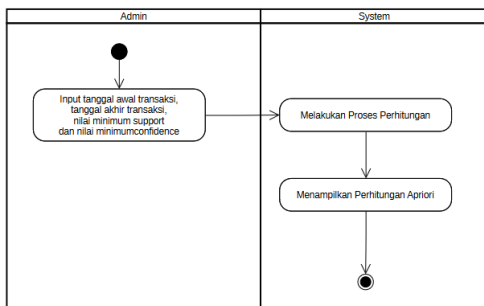 Admin
System
Input tanggal awal transaksi,
tanggal akhir transaksi,
nilai minimum support
dan nilai minimumconfidence
Melakukan Proses Perhitungan
Menampilkan Perhitungan Apriori